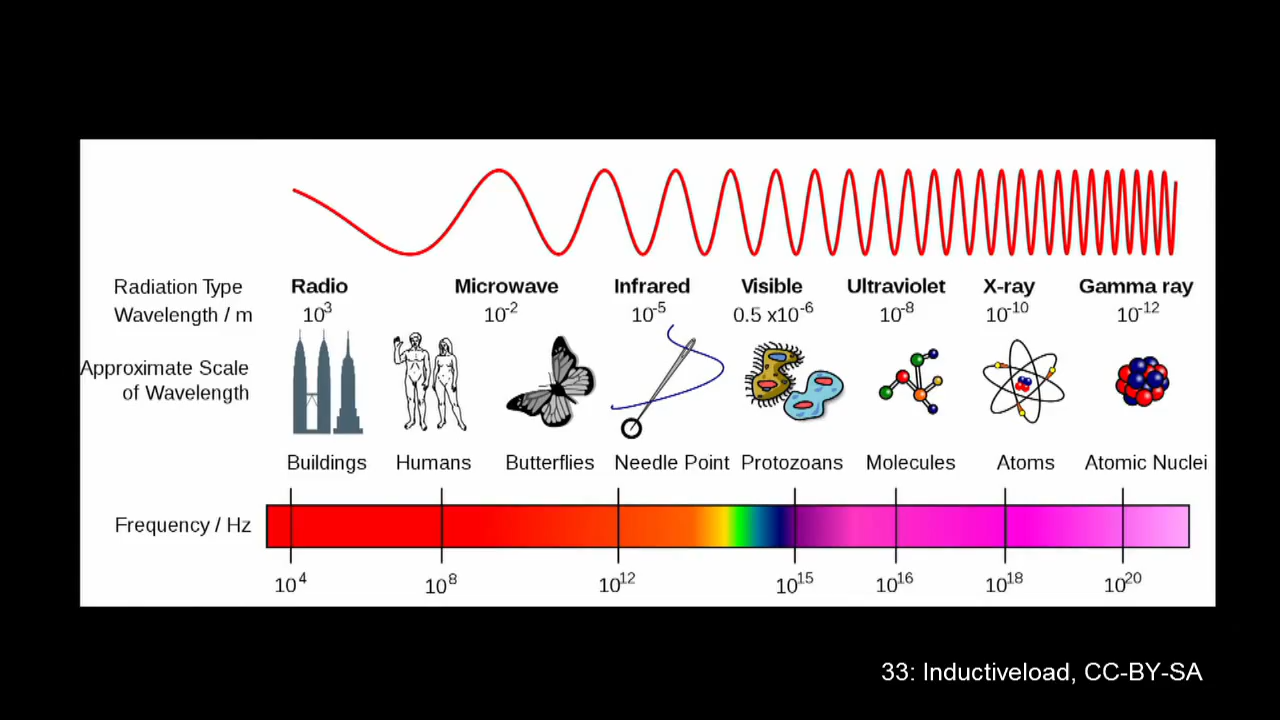 Radiation Type Radio Microwave Infrared Visible Ultraviolet X-ray Gamma ray
Wavelength / m 10³ 10⁻² 10⁻⁵ 0.5 x10⁻⁶ 10⁻⁸ 10⁻¹⁰ 10⁻¹²
Approximate Scale
of Wavelength
Buildings Humans Butterflies Needle Point Protozoans Molecules Atoms Atomic Nuclei
Frequency / Hz
10⁴ 10⁸ 10¹² 10¹⁵ 10¹⁶ 10¹⁸ 10²⁰
33: Inductiveload, CC-BY-SA